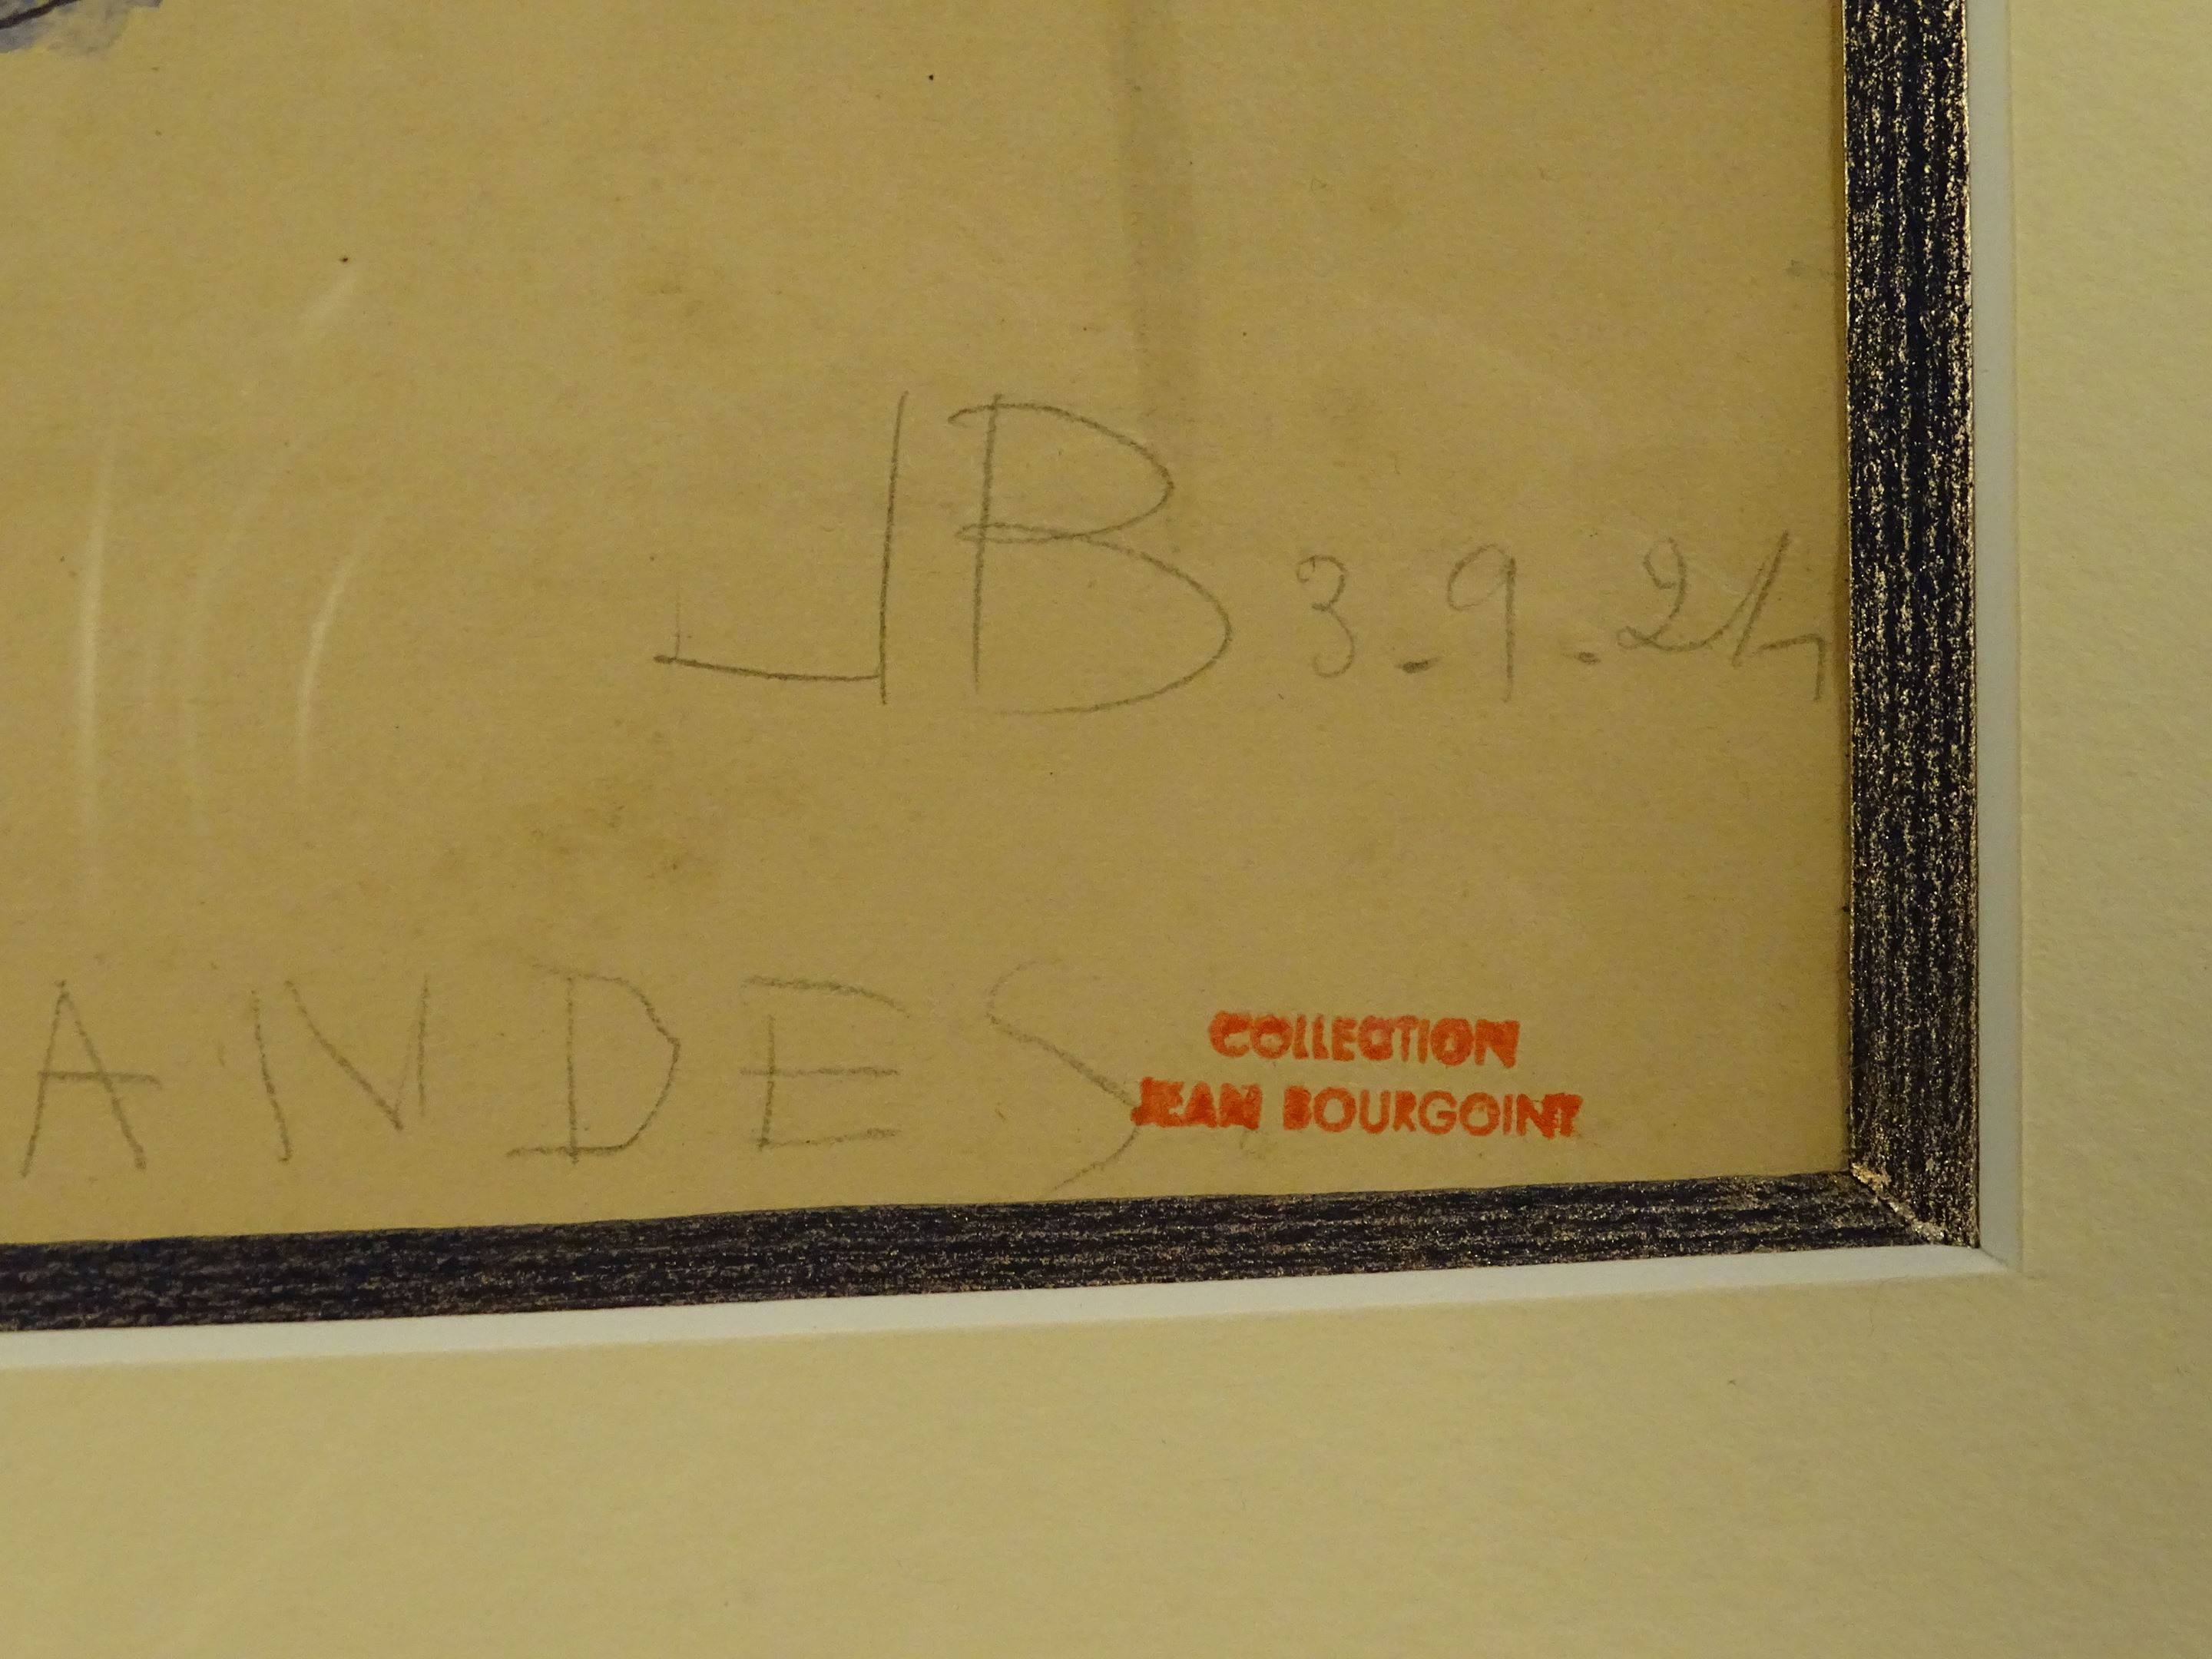 JB 3.9.24
ANDES
COLLECTION
JEAN BOURGOINT